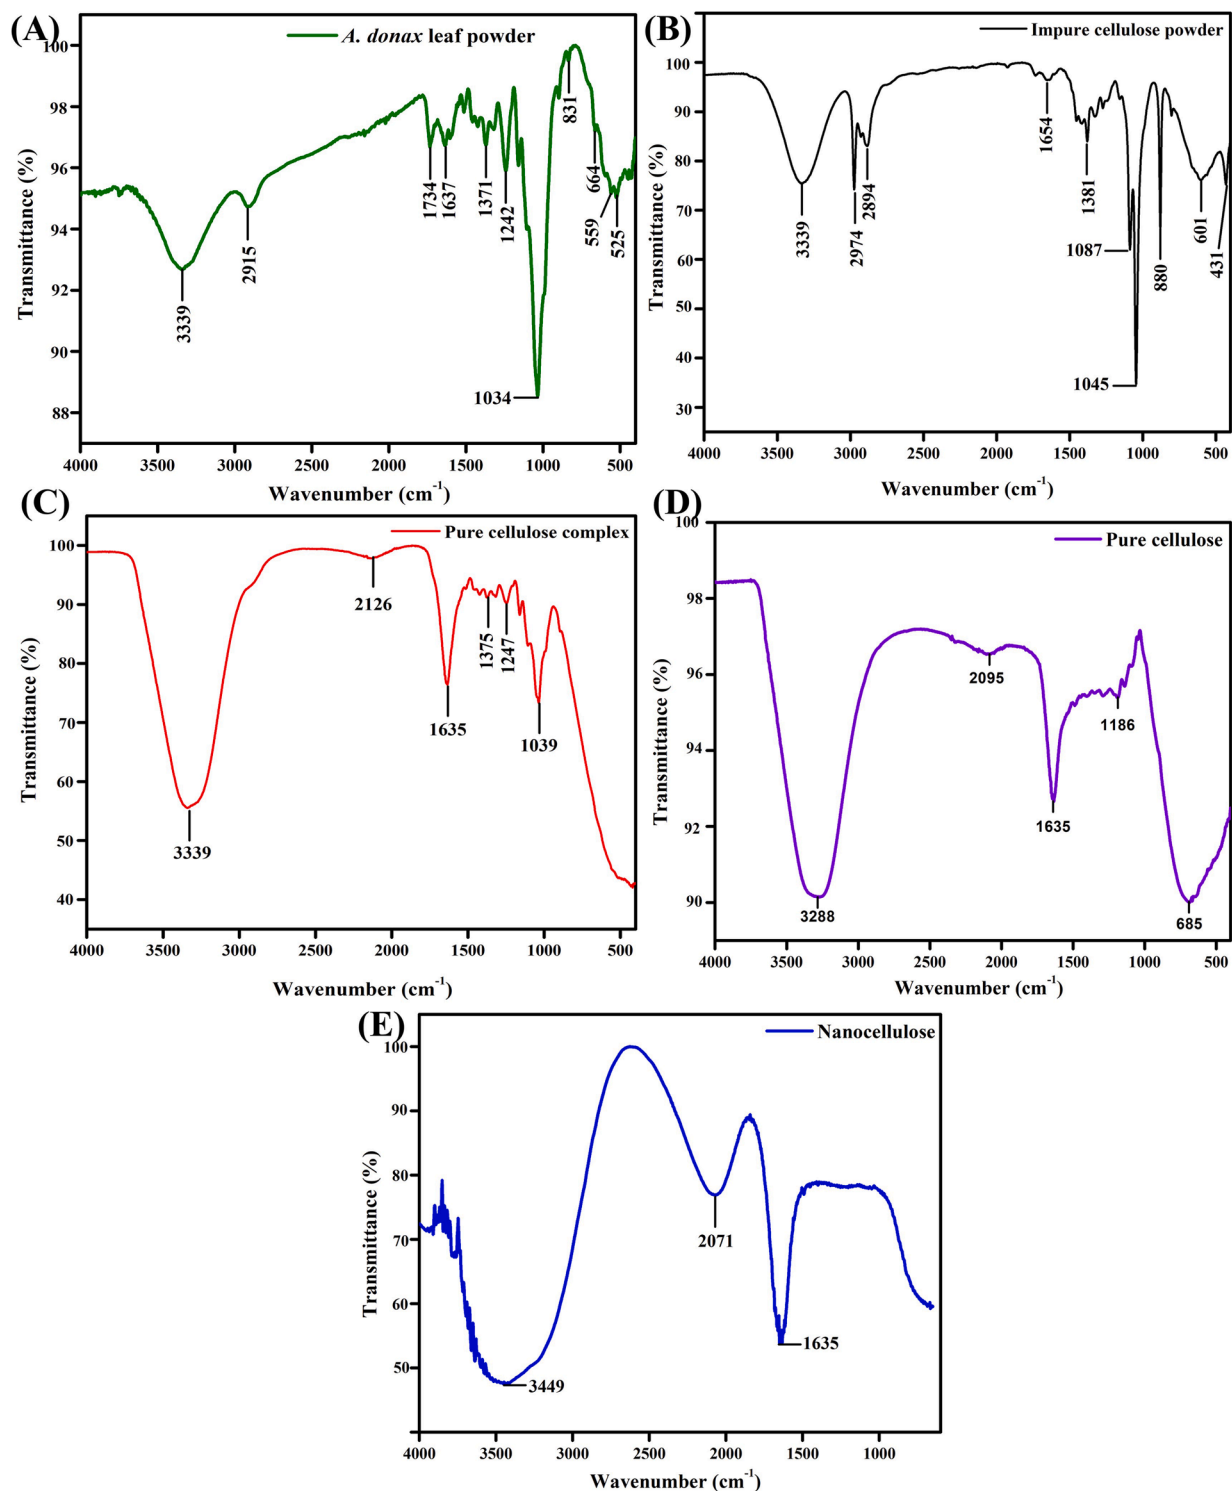 (A)
A. donax leaf powder
Transmittance (%)
100
98
96
94
92
90
88
3339
2915
1734
1637
1371
1242
1034
831
664
559
525
4000 3500 3000 2500 2000 1500 1000 500
Wavenumber (cm-1)
(B)
Impure cellulose powder
Transmittance (%)
100
90
80
70
60
50
40
30
3339
2974
2894
1654
1381
1087
1045
880
601
431
4000 3500 3000 2500 2000 1500 1000 500
Wavenumber (cm-1)
(C)
Pure cellulose complex
Transmittance (%)
100
90
80
70
60
50
40
3339
2126
1635
1375
1247
1039
4000 3500 3000 2500 2000 1500 1000 500
Wavenumber (cm-1)
(D)
Pure cellulose
Transmittance (%)
100
98
96
94
92
90
3288
2095
1635
1186
685
4000 3500 3000 2500 2000 1500 1000 500
Wavenumber (cm-1)
(E)
Nanocellulose
Transmittance (%)
100
90
80
70
60
50
3449
2071
1635
4000 3500 3000 2500 2000 1500 1000
Wavenumber (cm-1)